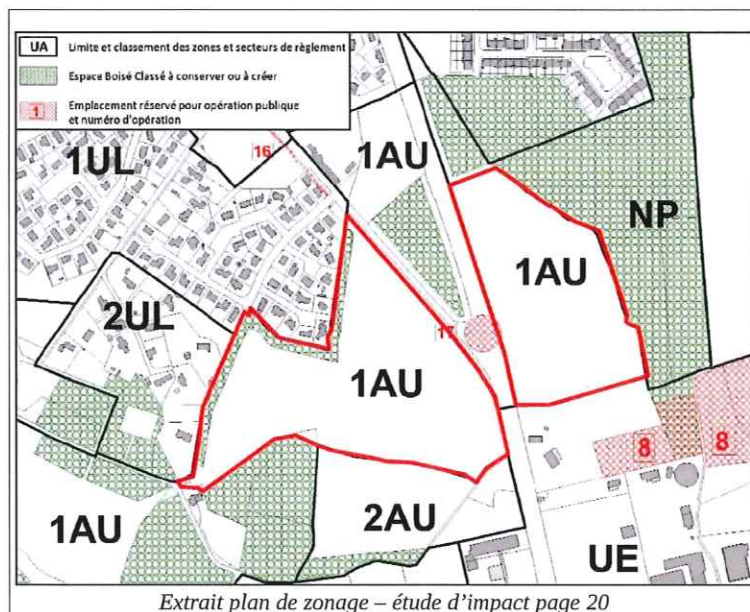 UA Limite et classement des zones et secteurs de règlement
Espace Boisé Classé à conserver ou à créer
1 Emplacement réservé pour opération publique
et numéro d'opération
1UL
16
1AU
NP
1AU
2UL
17
1AU
8
8
1AU
2AU
UE
Extrait plan de zonage – étude d'impact page 20